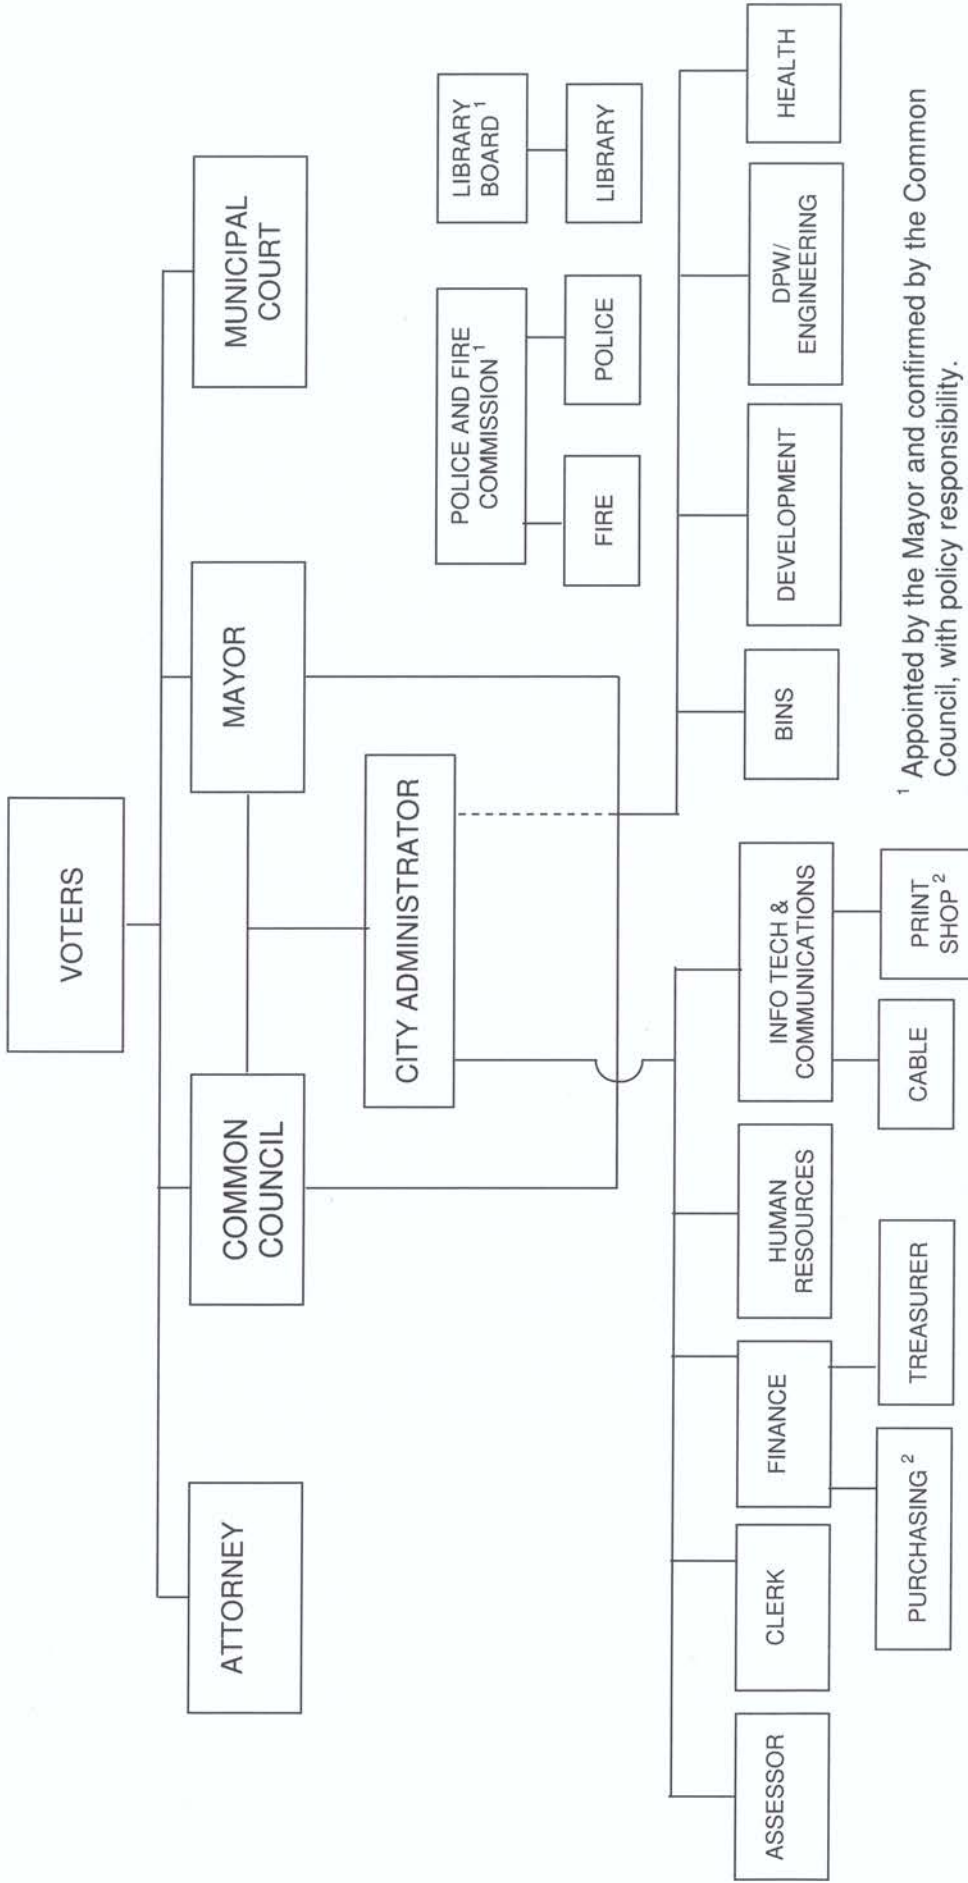 VOTERS
ATTORNEY
COMMON
COUNCIL
MAYOR
MUNICIPAL
COURT
CITY ADMINISTRATOR
POLICE AND FIRE
COMMISSION 1
LIBRARY
BOARD 1
FIRE
POLICE
LIBRARY
ASSESSOR
CLERK
FINANCE
HUMAN
RESOURCES
INFO TECH &
COMMUNICATIONS
BINS
DEVELOPMENT
DPW/
ENGINEERING
HEALTH
PURCHASING 2
TREASURER
CABLE
PRINT
SHOP 2
1 Appointed by the Mayor and confirmed by the Common
Council, with policy responsibility.